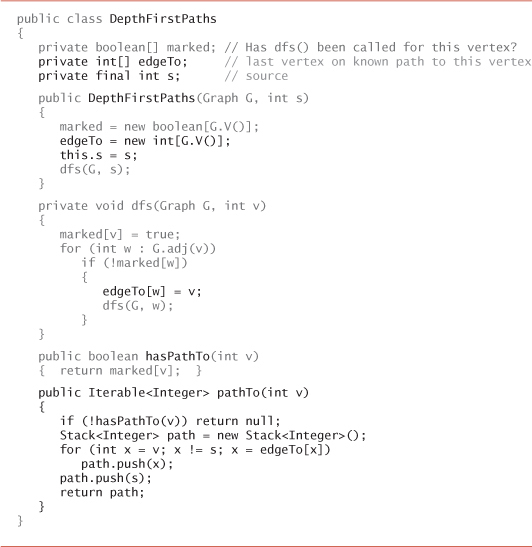 public class DepthFirstPaths
{
private boolean[] marked; // Has dfs() been called for this vertex?
private int[] edgeTo; // last vertex on known path to this vertex
private final int s; // source
public DepthFirstPaths(Graph G, int s)
{
marked = new boolean[G.V()];
edgeTo = new int[G.V()];
this.s = s;
dfs(G, s);
}
private void dfs(Graph G, int v)
{
marked[v] = true;
for (int w : G.adj(v))
if (!marked[w])
{
edgeTo[w] = v;
dfs(G, w);
}
}
public boolean hasPathTo(int v)
{ return marked[v]; }
public Iterable<Integer> pathTo(int v)
{
if (!hasPathTo(v)) return null;
Stack<Integer> path = new Stack<Integer>();
for (int x = v; x != s; x = edgeTo[x])
path.push(x);
path.push(s);
return path;
}
}